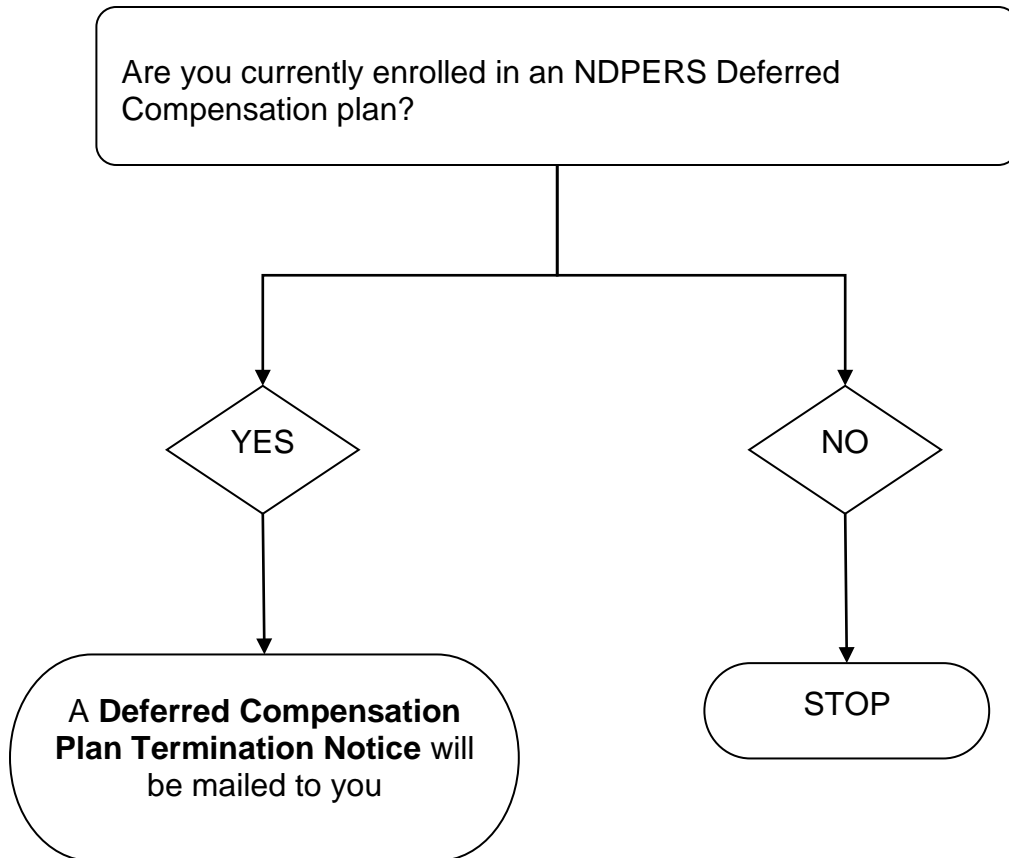 Are you currently enrolled in an NDPERS Deferred
Compensation plan?
YES
NO
A Deferred Compensation
Plan Termination Notice will
be mailed to you
STOP